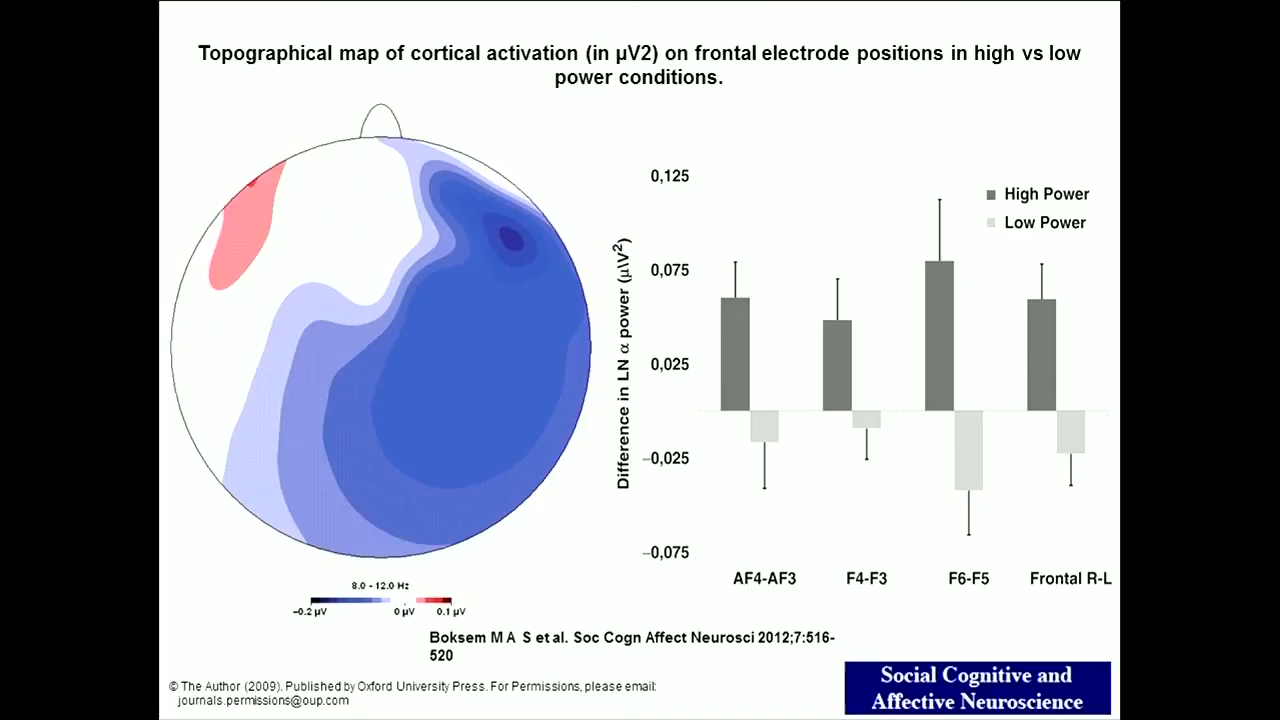 Topographical map of cortical activation (in µV2) on frontal electrode positions in high vs low
power conditions.
0,125
0,075
0,025
–0,025
–0,075
Difference in LN α power (µV²)
High Power
Low Power
AF4-AF3
F4-F3
F6-F5
Frontal R-L
8.0 - 12.0 Hz
–0.2 µV
0 µV
0.1 µV
Boksem M A S et al. Soc Cogn Affect Neurosci 2012;7:516-
520
© The Author (2009). Published by Oxford University Press. For Permissions, please email:
journals.permissions@oup.com
Social Cognitive and
Affective Neuroscience